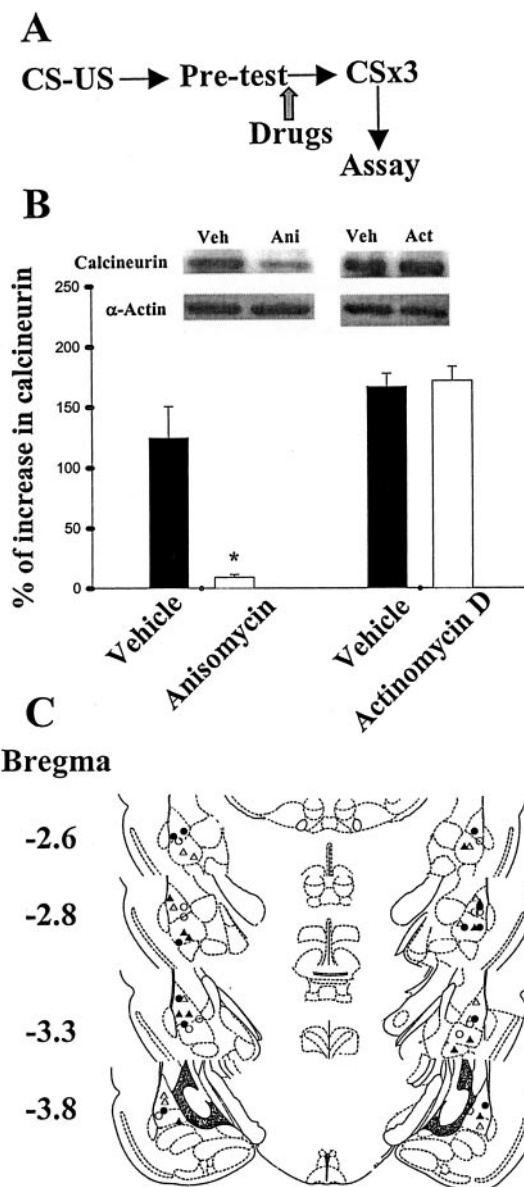 A
CS-US Pre-test CSx3
Drugs
Assay
B
Veh Ani Veh Act
Calcineurin
α-Actin
% of increase in calcineurin
250
200
150
100
50
0
*
Vehicle
Anisomycin
Vehicle
Actinomycin D
C
Bregma
-2.6
-2.8
-3.3
-3.8